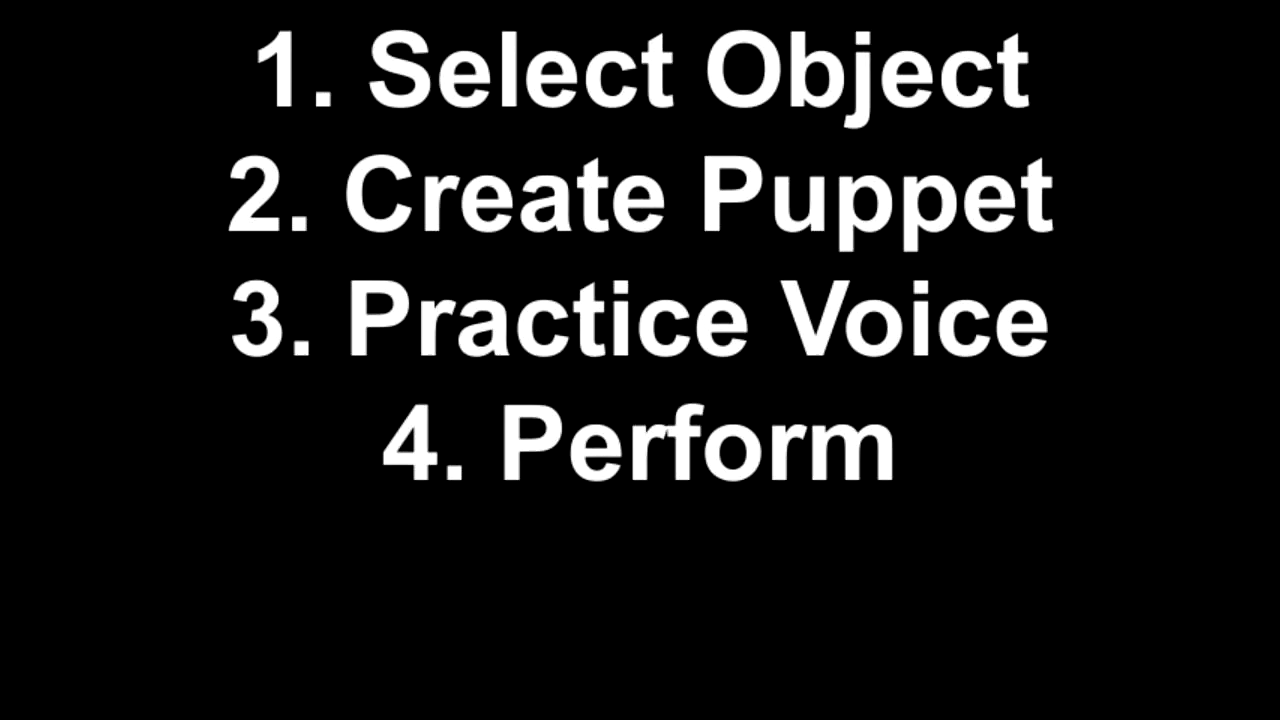 1. Select Object
2. Create Puppet
3. Practice Voice
4. Perform